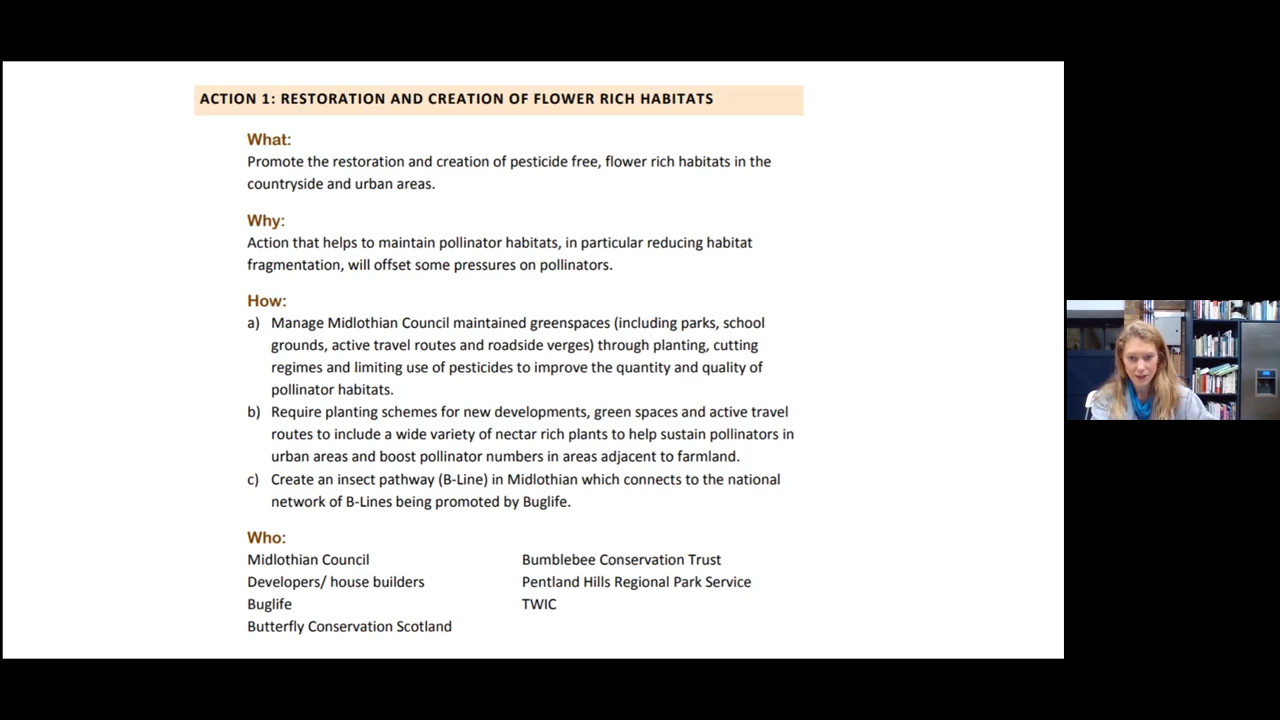 ACTION 1: RESTORATION AND CREATION OF FLOWER RICH HABITATS
What:
Promote the restoration and creation of pesticide free, flower rich habitats in the
countryside and urban areas.
Why:
Action that helps to maintain pollinator habitats, in particular reducing habitat
fragmentation, will offset some pressures on pollinators.
How:
a) Manage Midlothian Council maintained greenspaces (including parks, school
grounds, active travel routes and roadside verges) through planting, cutting
regimes and limiting use of pesticides to improve the quantity and quality of
pollinator habitats.
b) Require planting schemes for new developments, green spaces and active travel
routes to include a wide variety of nectar rich plants to help sustain pollinators in
urban areas and boost pollinator numbers in areas adjacent to farmland.
c) Create an insect pathway (B-Line) in Midlothian which connects to the national
network of B-Lines being promoted by Buglife.
Who:
Midlothian Council
Developers/ house builders
Buglife
Butterfly Conservation Scotland
Bumblebee Conservation Trust
Pentland Hills Regional Park Service
TWIC